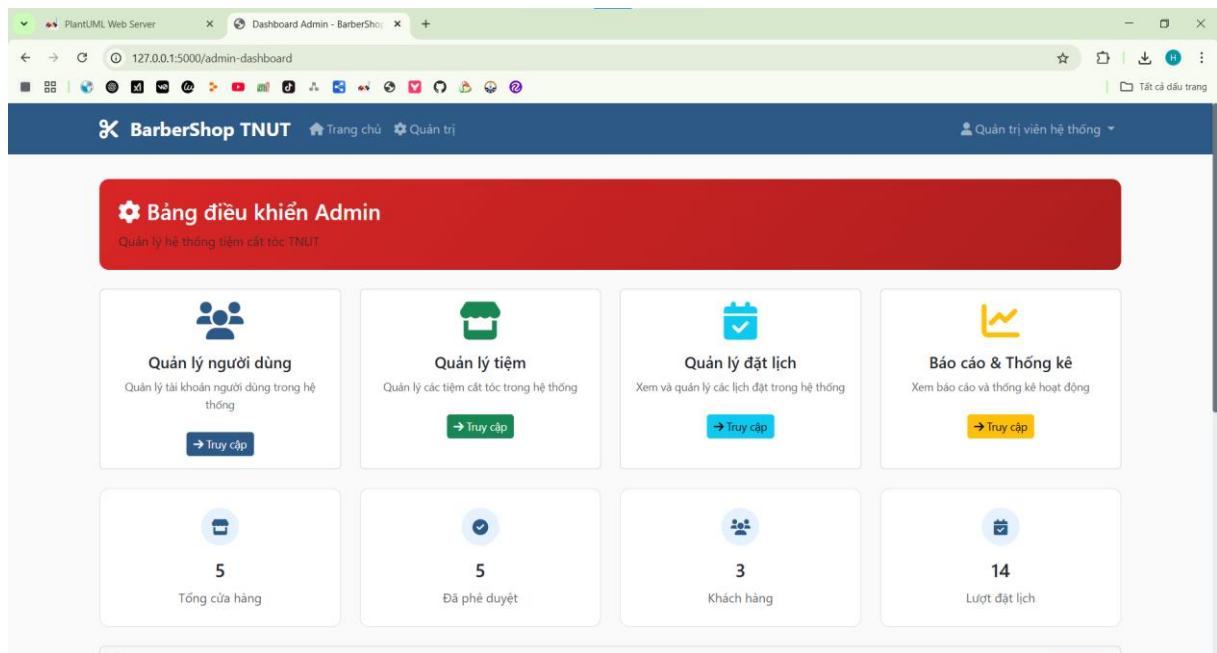 PlantUML Web Server
Dashboard Admin - BarberShop
127.0.0.1:5000/admin-dashboard
H
Tất cả dấu trang
BarberShop TNUT Trang chủ Quản trị Quản trị viên hệ thống
Bảng điều khiển Admin
Quản lý hệ thống tiệm cắt tóc TNUT
Quản lý người dùng
Quản lý tài khoản người dùng trong hệ
thống
Truy cập
Quản lý tiệm
Quản lý các tiệm cắt tóc trong hệ thống
Truy cập
Quản lý đặt lịch
Xem và quản lý các lịch đặt trong hệ thống
Truy cập
Báo cáo & Thống kê
Xem báo cáo và thống kê hoạt động
Truy cập
5
Tổng cửa hàng
5
Đã phê duyệt
3
Khách hàng
14
Lượt đặt lịch